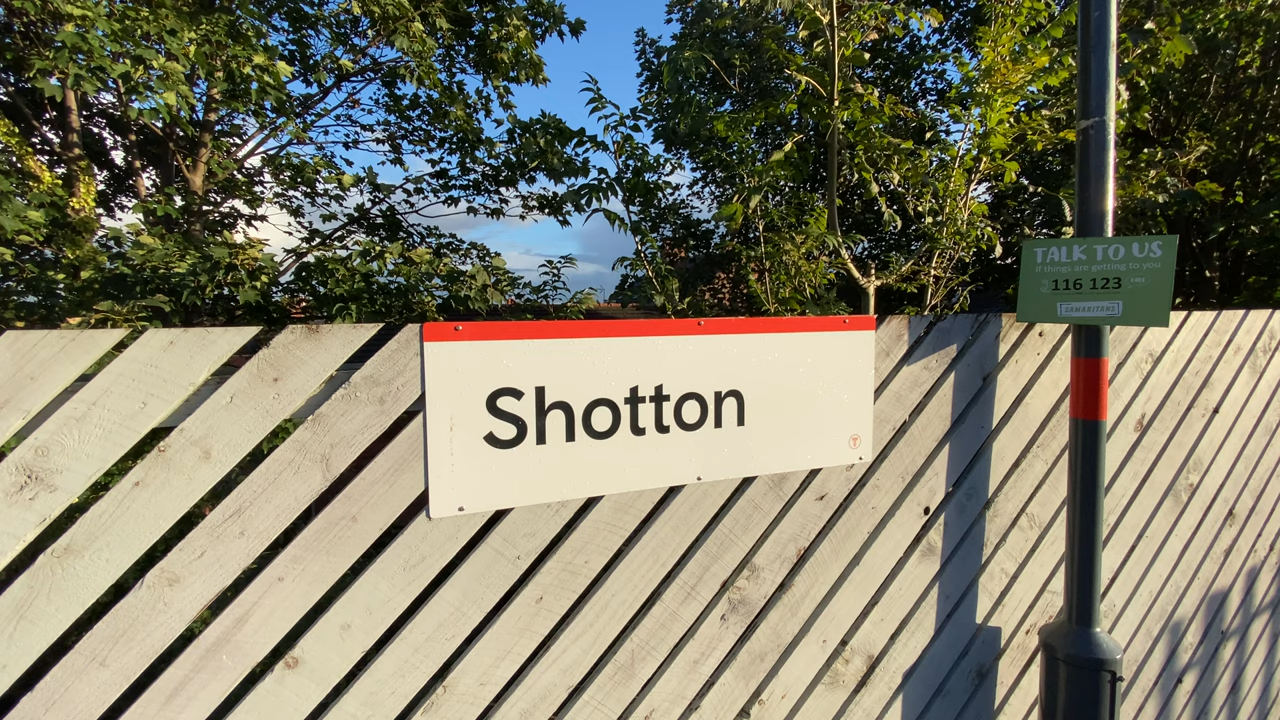 Shotton
TALK TO US
If things are getting to you
116 123
SAMARITANS